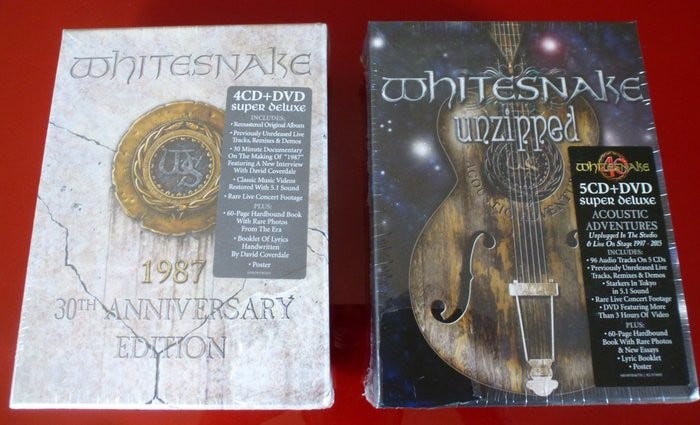 WHITESNAKE
4CD+DVD
super deluxe
INCLUDES:
• Remastered Original Album
• Previously Unreleased Live
Tracks, Remixes & Demos
• 30 Minute Documentary
On The Making Of "1987"
Featuring A New Interview
With David Coverdale
• Classic Music Videos
Restored With 5.1 Sound
• Rare Live Concert Footage
PLUS:
• 60-Page Hardbound Book
With Rare Photos
From The Era
• Booklet Of Lyrics
Handwritten
By David Coverdale
• Poster
WS
1987
30TH ANNIVERSARY
EDITION
WHITESNAKE
unzipped
WHITESNAKE
5CD+DVD
super deluxe
ACOUSTIC
ADVENTURES
Unplugged In The Studio
& Live On Stage 1997 - 2015
INCLUDES:
• 96 Audio Tracks On 5 CDs
• Previously Unreleased Live
Tracks, Remixes & Demos
• Starkers In Tokyo
in 5.1 Sound
• Rare Live Concert Footage
• DVD Featuring More
Than 3 Hours Of Video
PLUS:
• 60-Page Hardbound
Book With Rare Photos
& New Essays
• Lyric Booklet
• Poster